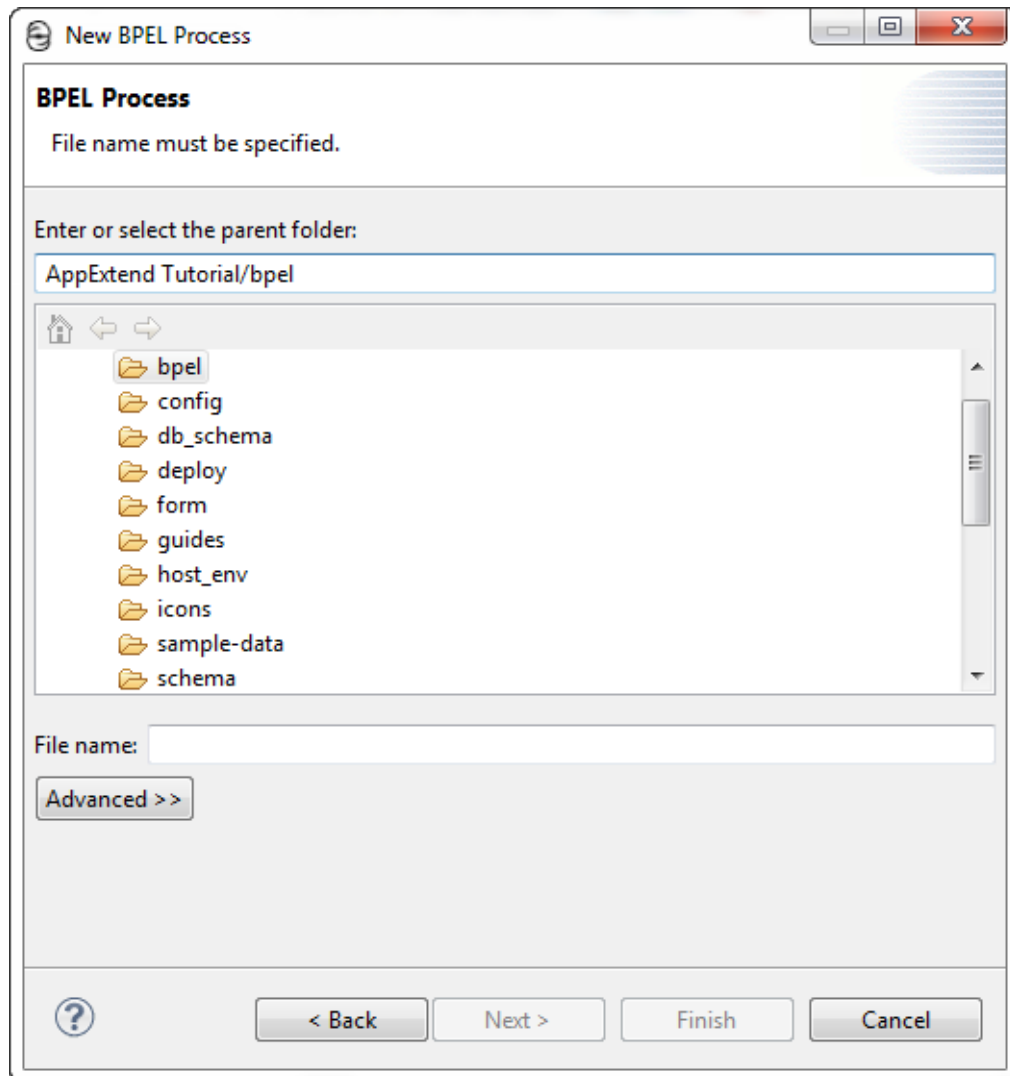 New BPEL Process
BPEL Process
File name must be specified.
Enter or select the parent folder:
AppExtend Tutorial/bpel
bpel
config
db_schema
deploy
form
guides
host_env
icons
sample-data
schema
File name:
Advanced >>
< Back Next > Finish Cancel